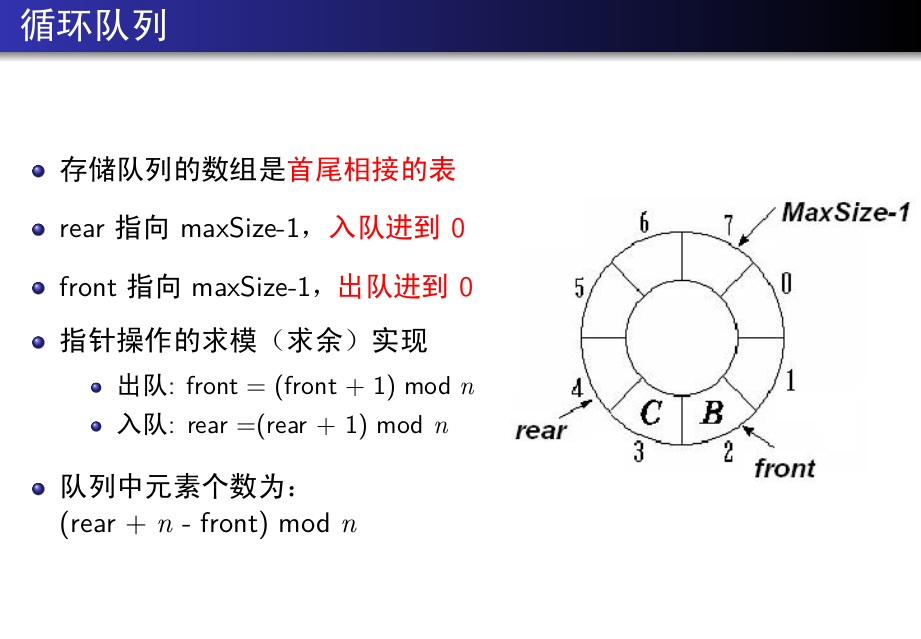 循环队列
存储队列的数组是首尾相接的表
rear 指向 maxSize-1，入队进到 0
front 指向 maxSize-1，出队进到 0
指针操作的求模（求余）实现
出队: front = (front + 1) mod n
入队: rear =(rear + 1) mod n
队列中元素个数为：
(rear + n - front) mod n
MaxSize-1
6
7
5
0
4
1
C
B
rear
3
2
front